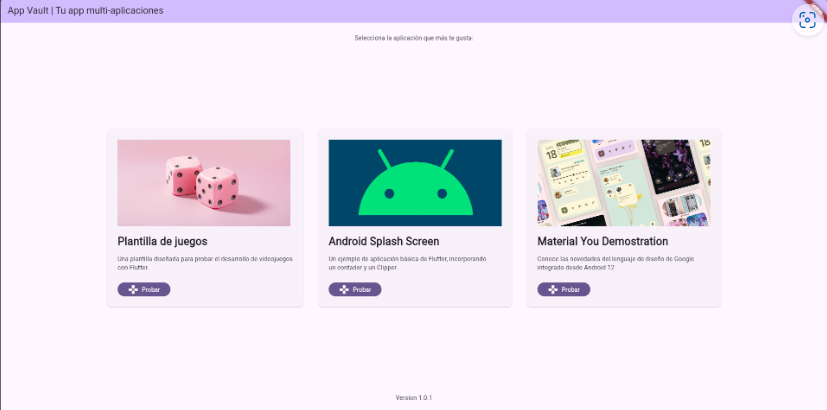 App Vault | Tu app multi-aplicaciones
Selecciona la aplicación que más te gusta:
Plantilla de juegos
Una plantilla diseñada para probar el desarrollo de videojuegos
con Flutter
Probar
Android Splash Screen
Un ejemplo de aplicación básica de Flutter, incorporando
un contador y un Clipper
Probar
18
18
Material You Demostration
Conoce las novedades del lenguaje de diseño de Google
integrado desde Android 12
Probar
Version 1.0.1